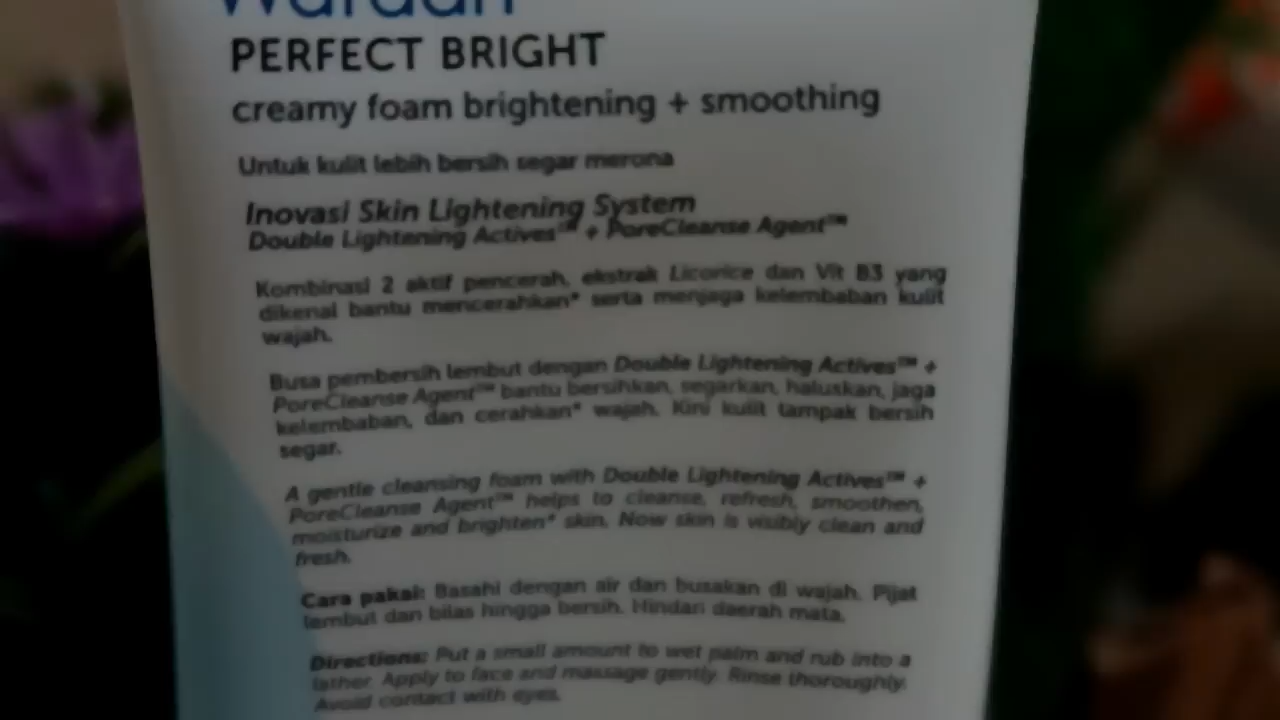 Wardah
PERFECT BRIGHT
creamy foam brightening + smoothing
Untuk kulit lebih bersih segar merona
Inovasi Skin Lightening System
Double Lightening Actives™ + PoreCleanse Agent™
Kombinasi 2 aktif pencerah, ekstrak Licorice dan Vit B3 yang
dikenal bantu mencerahkan* serta menjaga kelembaban kulit
wajah.
Busa pembersih lembut dengan Double Lightening Actives™ +
PoreCleanse Agent™ bantu bersihkan, segarkan, haluskan, jaga
kelembaban, dan cerahkan* wajah. Kini kulit tampak bersih
segar.
A gentle cleansing foam with Double Lightening Actives™ +
PoreCleanse Agent™ helps to cleanse, refresh, smoothen,
moisturize and brighten* skin. Now skin is visibly clean and
fresh.
Cara pakai: Basahi dengan air dan busakan di wajah. Pijat
lembut dan bilas hingga bersih. Hindari daerah mata.
Directions: Put a small amount to wet palm and rub into a
lather. Apply to face and massage gently. Rinse thoroughly.
Avoid contact with eyes.